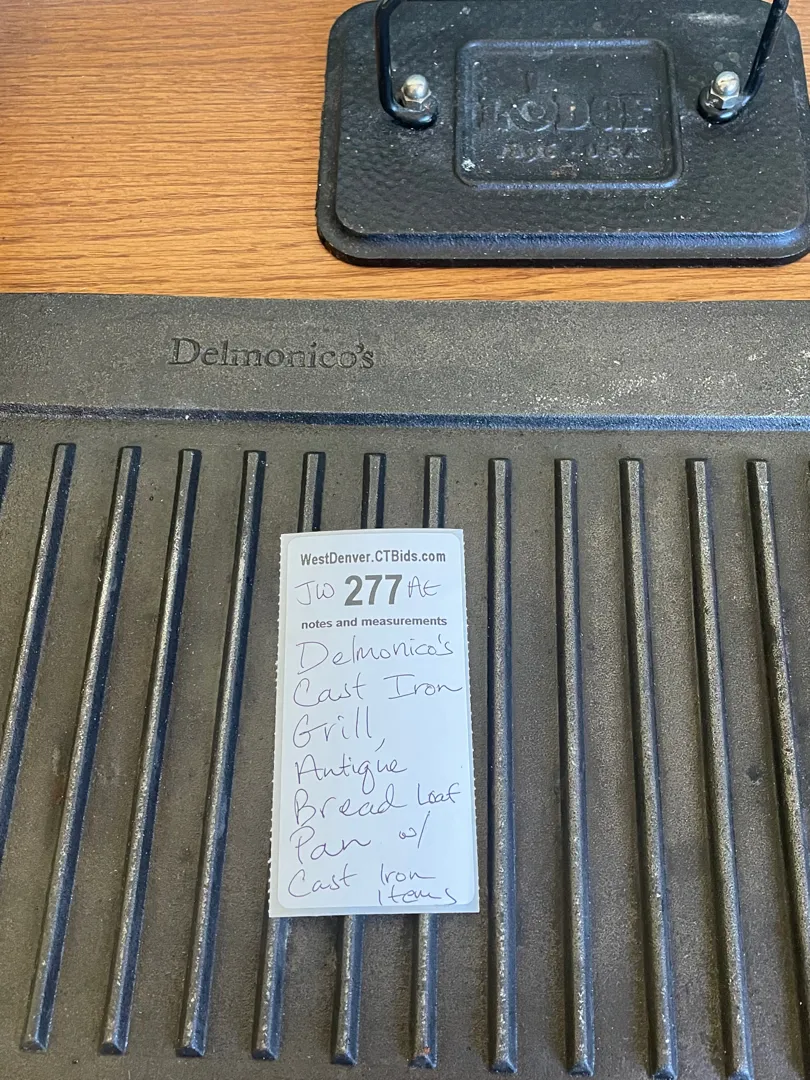 LODGE
MADE IN USA
Delmonico's
WestDenver.CTBids.com
JW 277 AE
notes and measurements
Delmonico's
Cast Iron
Grill,
Antique
Bread Loaf
Pan w/
Cast Iron
Items